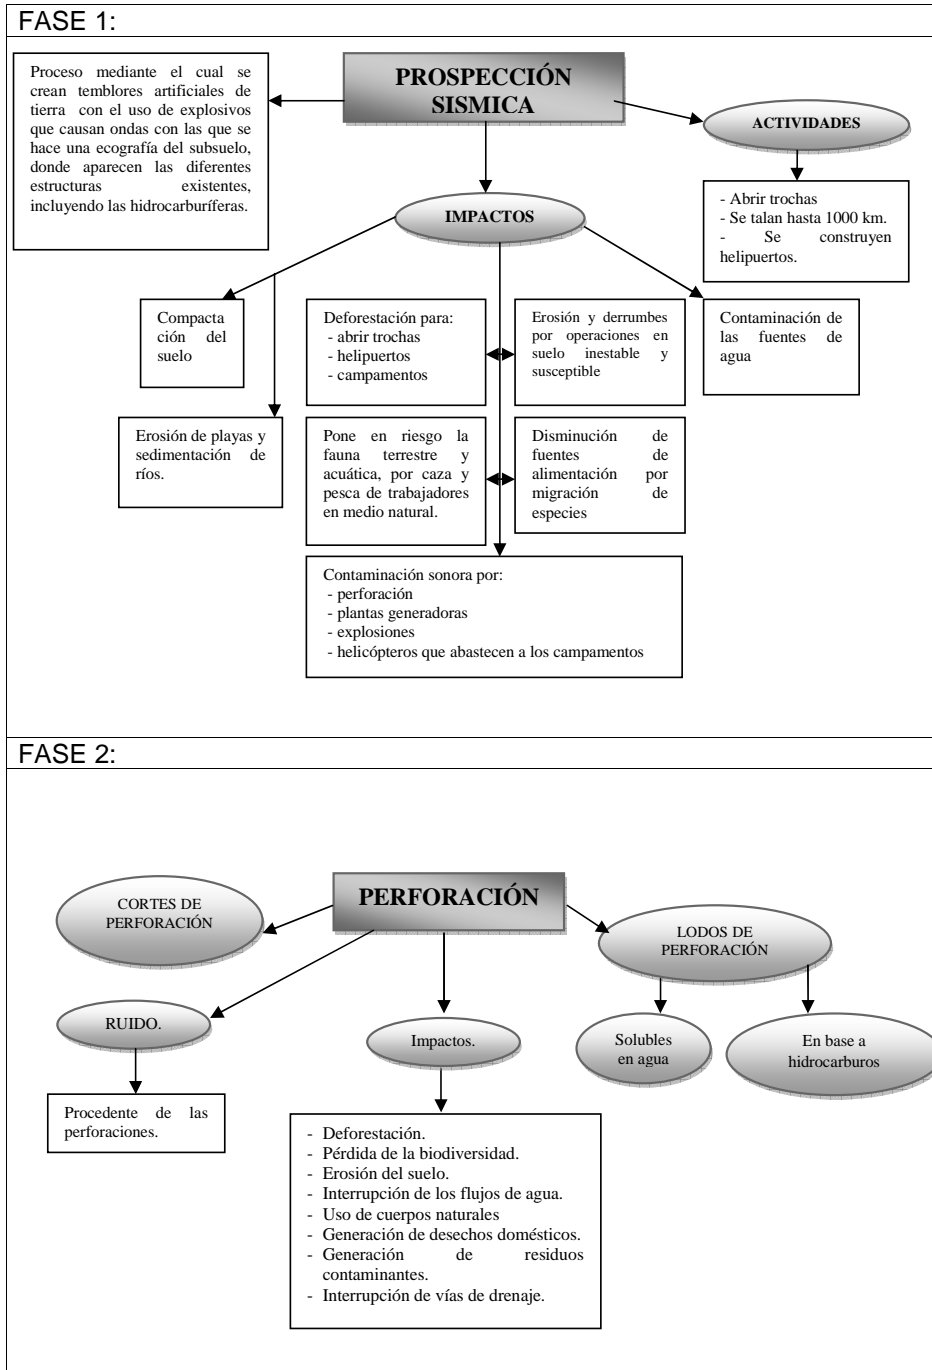 FASE 1:
Proceso mediante el cual se
crean temblores artificiales de
tierra con el uso de explosivos
que causan ondas con las que se
hace una ecografía del subsuelo,
donde aparecen las diferentes
estructuras existentes,
incluyendo las hidrocarburíferas.
PROSPECCIÓN
SISMICA
ACTIVIDADES
- Abrir trochas
- Se talan hasta 1000 km.
- Se construyen
helipuertos.
IMPACTOS
Compacta
ción del
suelo
Deforestación para:
- abrir trochas
- helipuertos
- campamentos
Erosión y derrumbes
por operaciones en
suelo inestable y
susceptible
Contaminación de
las fuentes de
agua
Erosión de playas y
sedimentación de
ríos.
Pone en riesgo la
fauna terrestre y
acuática, por caza y
pesca de trabajadores
en medio natural.
Disminución de
fuentes de
alimentación por
migración de
especies
Contaminación sonora por:
- perforación
- plantas generadoras
- explosiones
- helicópteros que abastecen a los campamentos
FASE 2:
PERFORACIÓN
CORTES DE
PERFORACIÓN
LODOS DE
PERFORACIÓN
RUIDO.
Impactos.
Solubles
en agua
En base a
hidrocarburos
Procedente de las
perforaciones.
- Deforestación.
- Pérdida de la biodiversidad.
- Erosión del suelo.
- Interrupción de los flujos de agua.
- Uso de cuerpos naturales
- Generación de desechos domésticos.
- Generación de residuos
contaminantes.
- Interrupción de vías de drenaje.